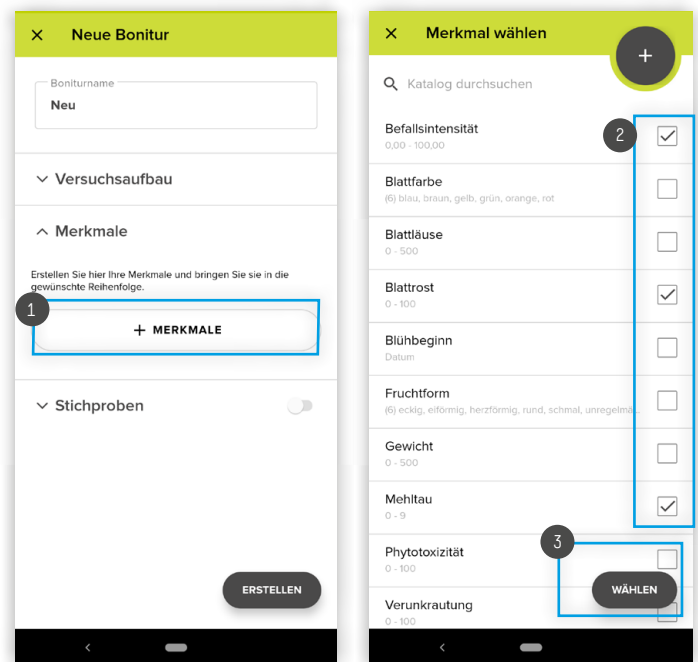 Neue Bonitur
Boniturname
Neu
Versuchsaufbau
Merkmale
Erstellen Sie hier Ihre Merkmale und bringen Sie sie in die
gewünschte Reihenfolge.
1
+ MERKMALE
Stichproben
ERSTELLEN
Merkmal wählen
+
Katalog durchsuchen
2
Befallsintensität
0,00 - 100,00
Blattfarbe
(6) blau, braun, gelb, grün, orange, rot
Blattläuse
0 - 500
Blattrost
0 - 100
Blühbeginn
Datum
Fruchtform
(6) eckig, eiförmig, herzförmig, rund, schmal, unregelmä...
Gewicht
0 - 500
Mehltau
0 - 9
3
Phytotoxizität
0 - 100
WÄHLEN
Verunkrautung
0 - 100